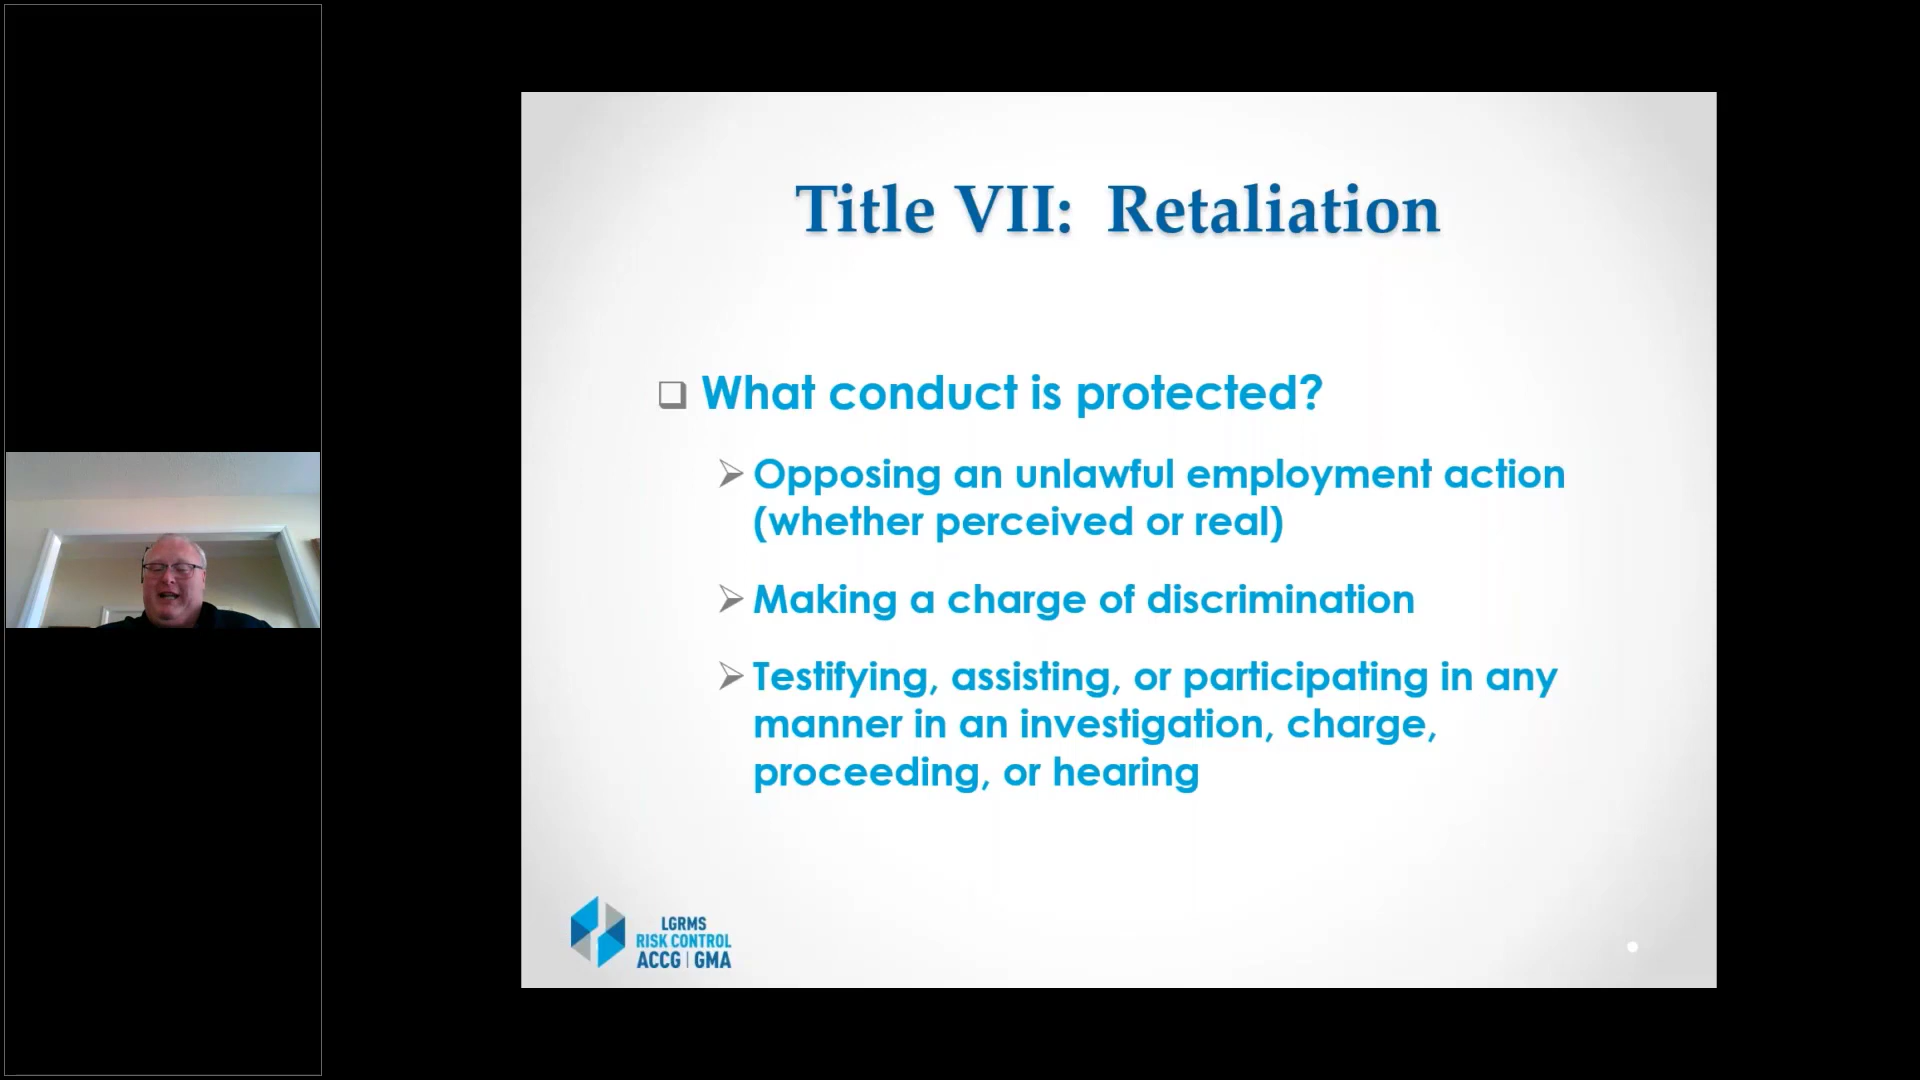 Title VII: Retaliation
What conduct is protected?
Opposing an unlawful employment action
(whether perceived or real)
Making a charge of discrimination
Testifying, assisting, or participating in any
manner in an investigation, charge,
proceeding, or hearing
LGRMS
RISK CONTROL
ACCG | GMA